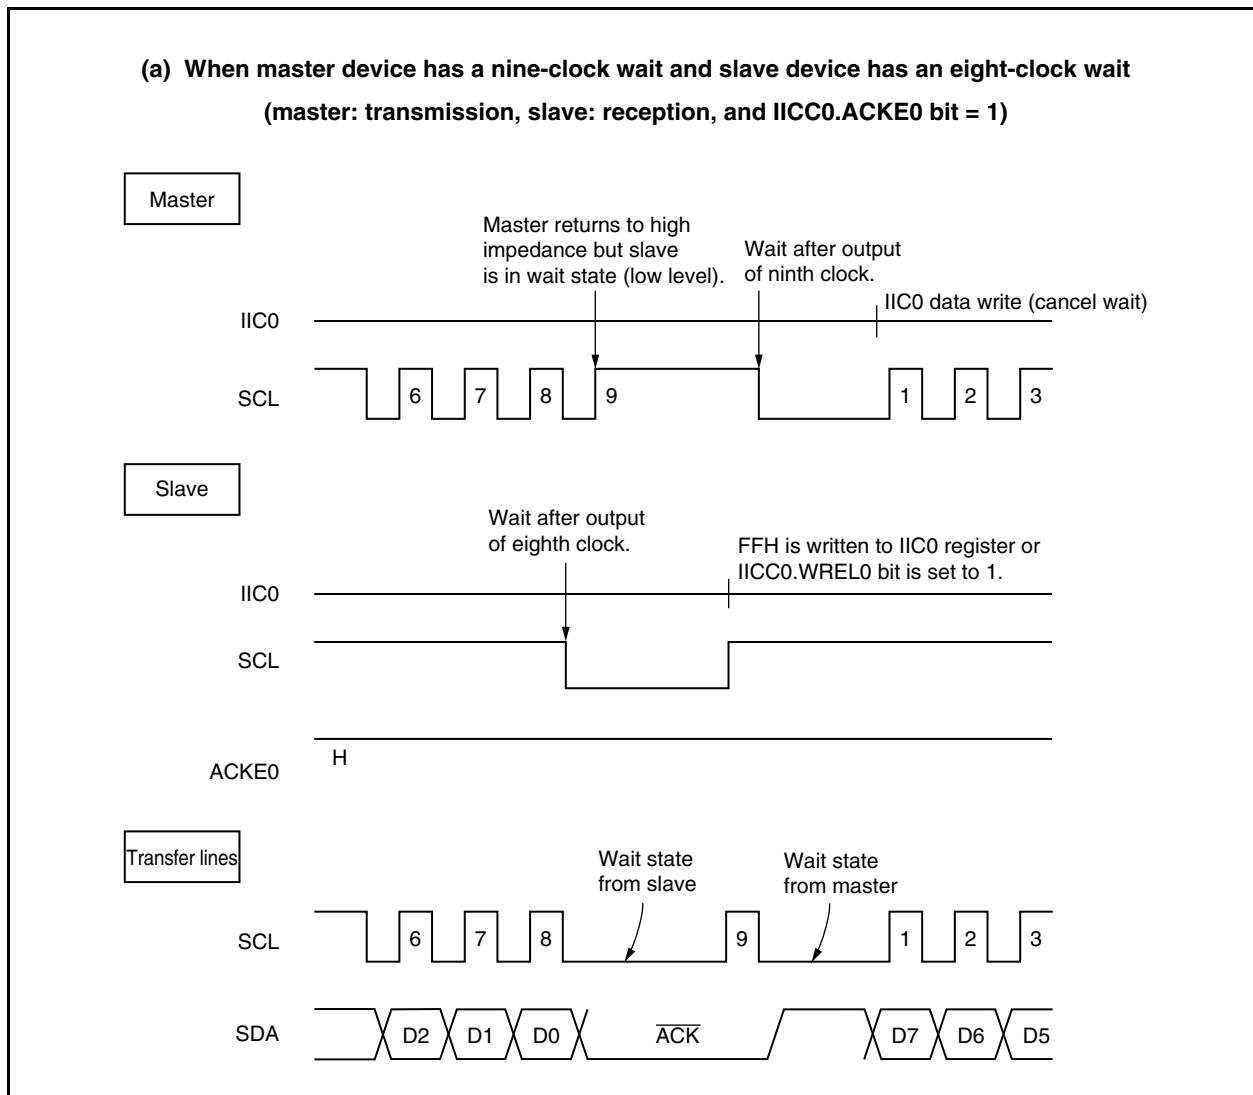 (a) When master device has a nine-clock wait and slave device has an eight-clock wait
(master: transmission, slave: reception, and IICC0.ACKE0 bit = 1)
Master
Master returns to high
impedance but slave
is in wait state (low level).
Wait after output
of ninth clock.
IIC0 data write (cancel wait)
IIC0
SCL
6 7 8 9 1 2 3
Slave
Wait after output
of eighth clock.
FFH is written to IIC0 register or
IICC0.WREL0 bit is set to 1.
IIC0
SCL
H
ACKE0
Transfer lines
Wait state
from slave
Wait state
from master
SCL
6 7 8 9 1 2 3
SDA
D2 D1 D0 A̅C̅K̅ D7 D6 D5